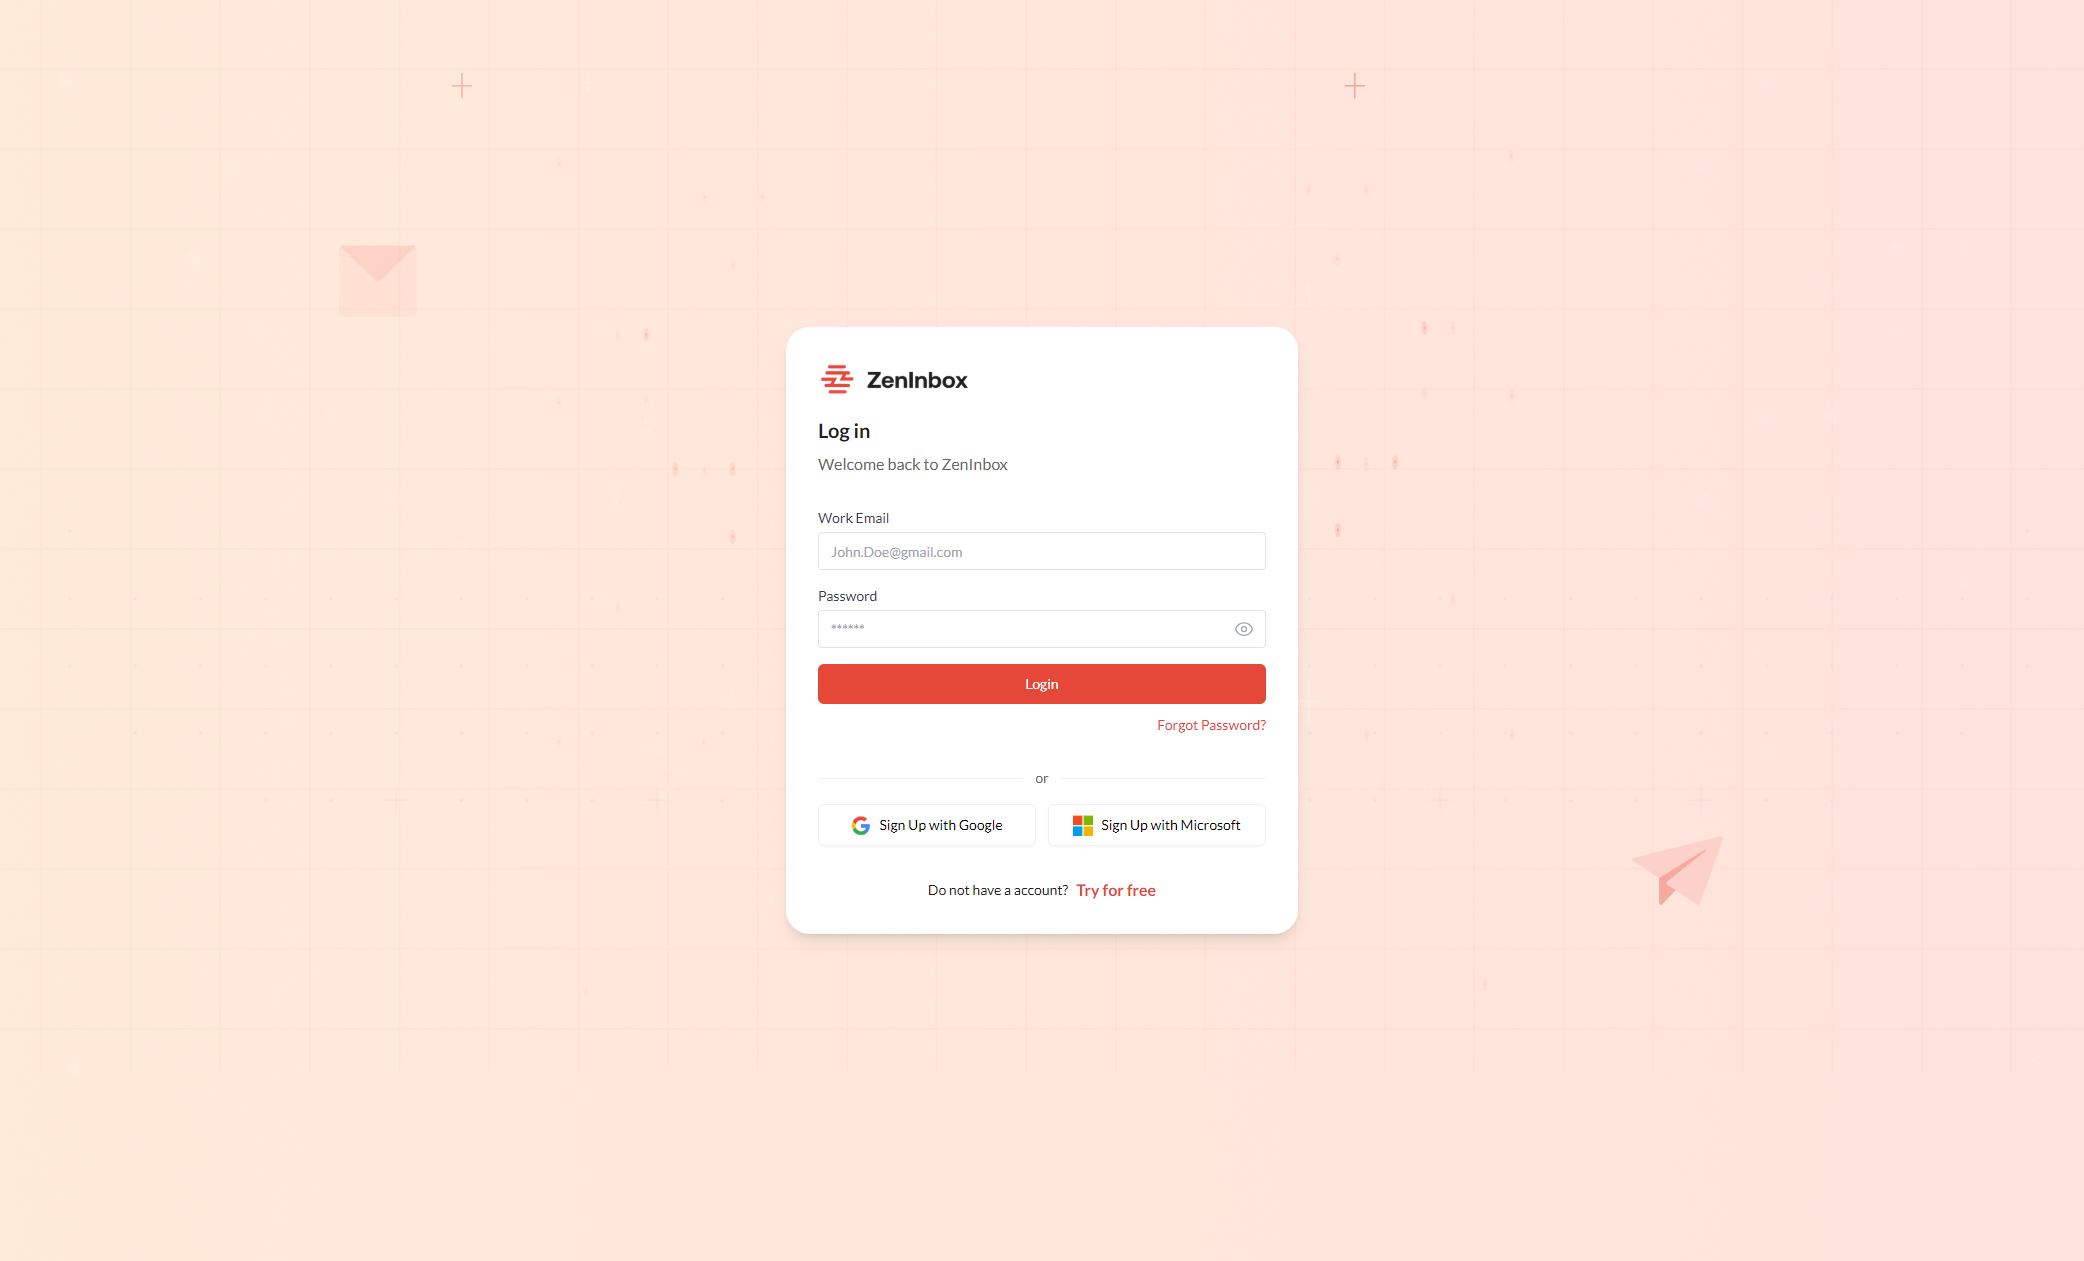 ZenInbox
Log in
Welcome back to ZenInbox
Work Email
John.Doe@gmail.com
Password
******
Login
Forgot Password?
or
Sign Up with Google
Sign Up with Microsoft
Do not have a account? Try for free